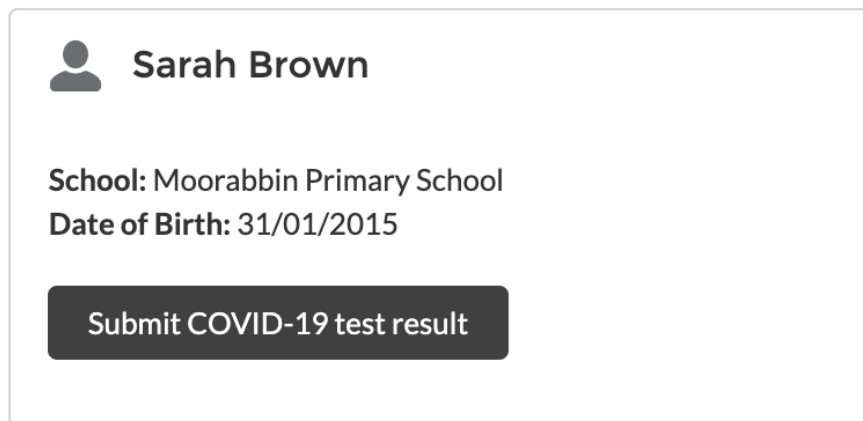 Sarah Brown
School: Moorabbin Primary School
Date of Birth: 31/01/2015
Submit COVID-19 test result